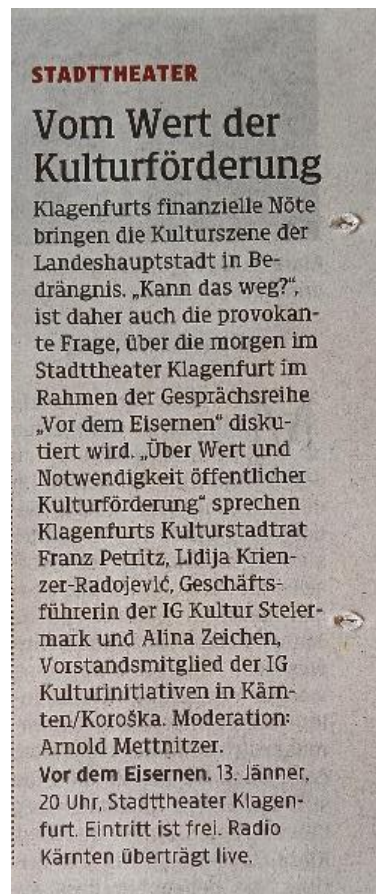 STADTTHEATER
Vom Wert der
Kulturförderung
Klagenfurts finanzielle Nöte
bringen die Kulturszene der
Landeshauptstadt in Be-
drängnis. „Kann das weg?“,
ist daher auch die provokan-
te Frage, über die morgen im
Stadttheater Klagenfurt im
Rahmen der Gesprächsreihe
„Vor dem Eisernen“ disku-
tiert wird. „Über Wert und
Notwendigkeit öffentlicher
Kulturförderung“ sprechen
Klagenfurts Kulturstadtrat
Franz Petritz, Lidija Krien-
zer-Radojević, Geschäfts-
führerin der IG Kultur Steier-
mark und Alina Zeichen,
Vorstandsmitglied der IG
Kulturinitiativen in Kärn-
ten/Koroška. Moderation:
Arnold Mettnitzer.
Vor dem Eisernen. 13. Jänner,
20 Uhr, Stadttheater Klagen-
furt. Eintritt ist frei. Radio
Kärnten überträgt live.